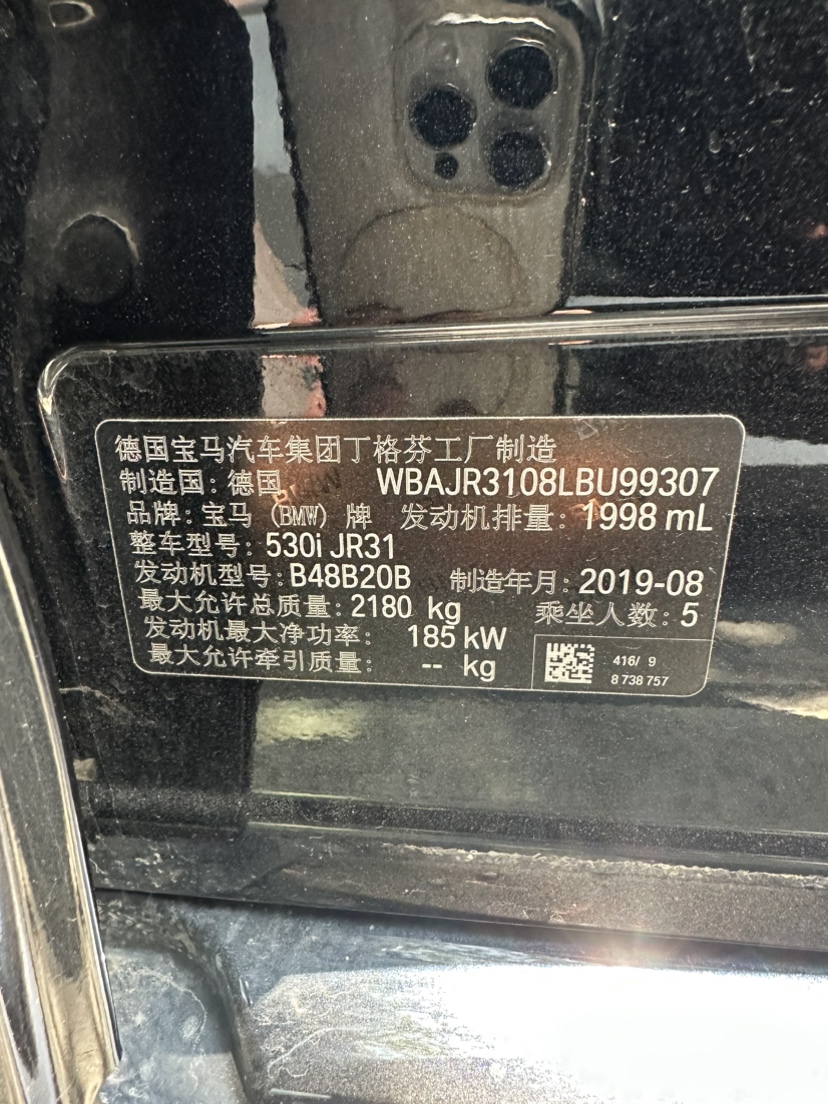 德国宝马汽车集团丁格芬工厂制造
制造国：德国 WBAJR3108LBU99307
品牌：宝马（BMW）牌 发动机排量：1998 mL
整车型号：530i JR31
发动机型号：B48B20B 制造年月：2019-08
最大允许总质量：2180 kg 乘坐人数：5
发动机最大净功率： 185 kW
最大允许牵引质量： -- kg
416/ 9
8 738 757